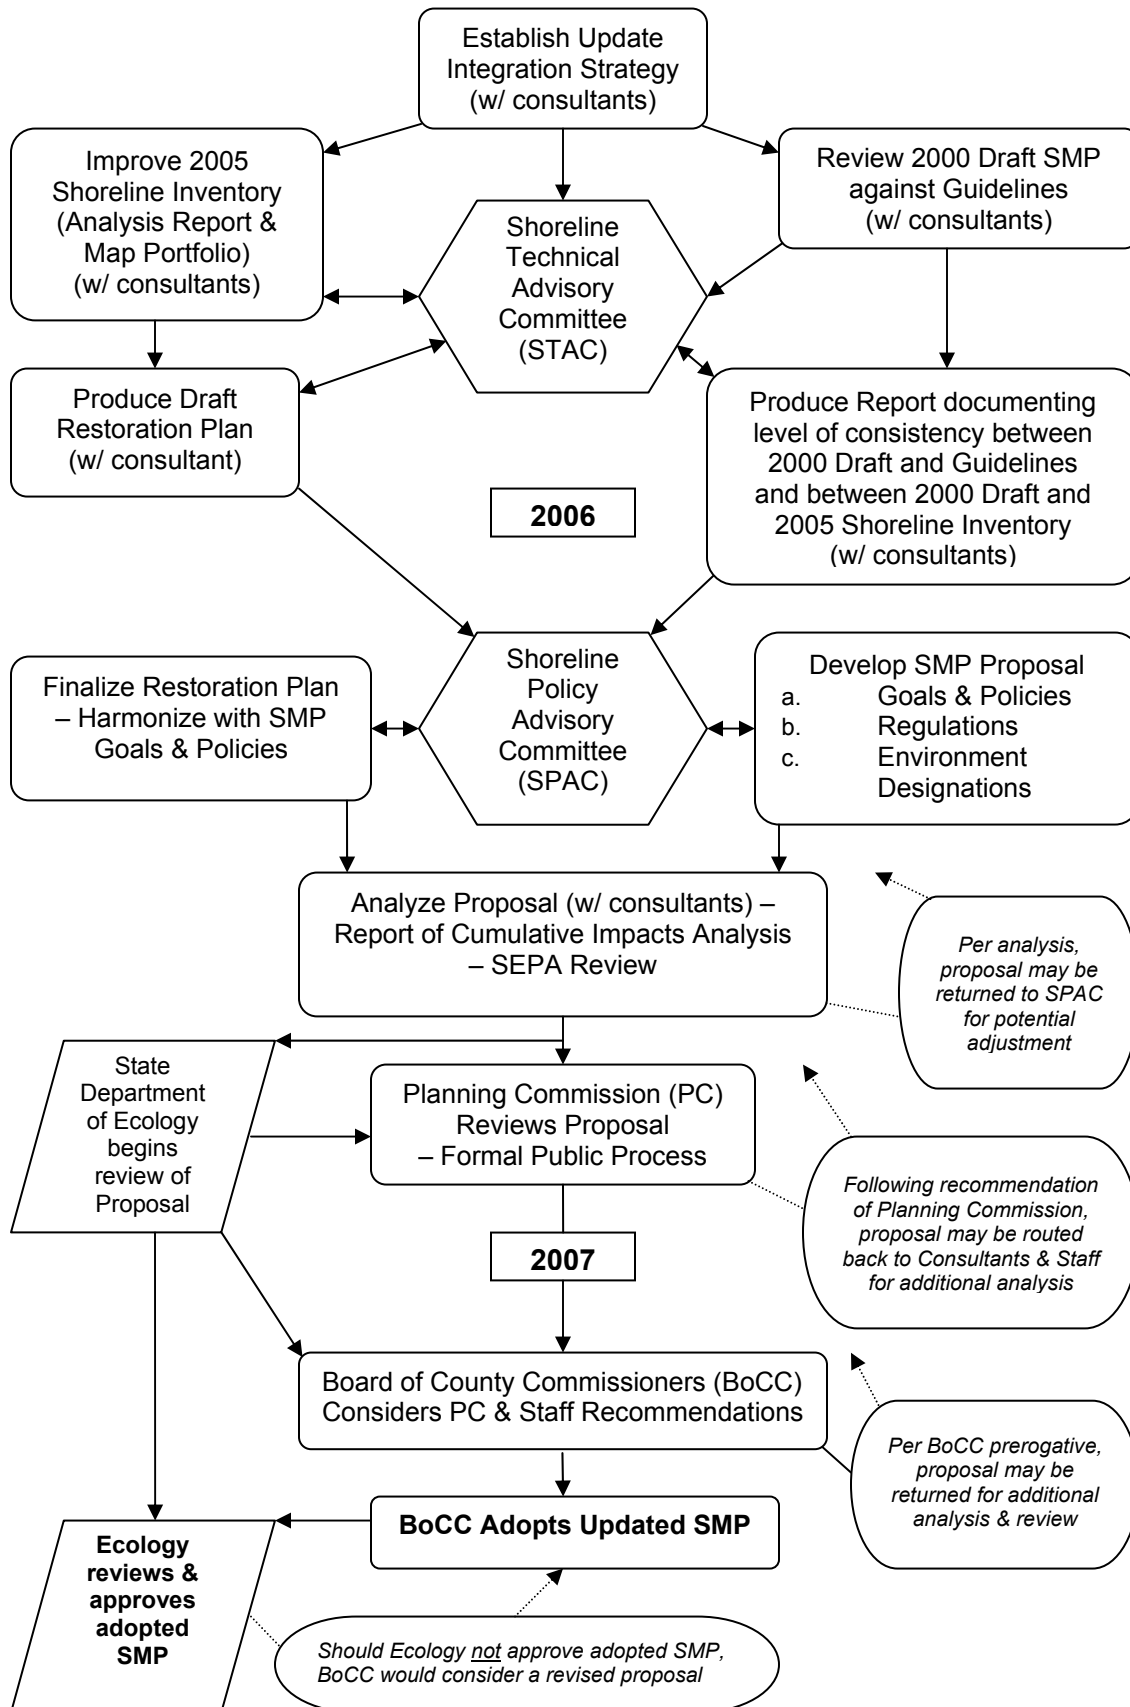 Establish Update
Integration Strategy
(w/ consultants)
Improve 2005
Shoreline Inventory
(Analysis Report &
Map Portfolio)
(w/ consultants)
Shoreline
Technical
Advisory
Committee
(STAC)
Review 2000 Draft SMP
against Guidelines
(w/ consultants)
Produce Draft
Restoration Plan
(w/ consultant)
Produce Report documenting
level of consistency between
2000 Draft and Guidelines
and between 2000 Draft and
2005 Shoreline Inventory
(w/ consultants)
2006
Finalize Restoration Plan
– Harmonize with SMP
Goals & Policies
Shoreline
Policy
Advisory
Committee
(SPAC)
Develop SMP Proposal
a. Goals & Policies
b. Regulations
c. Environment
Designations
Analyze Proposal (w/ consultants) –
Report of Cumulative Impacts Analysis
– SEPA Review
Per analysis,
proposal may be
returned to SPAC
for potential
adjustment
State
Department
of Ecology
begins
review of
Proposal
Planning Commission (PC)
Reviews Proposal
– Formal Public Process
Following recommendation
of Planning Commission,
proposal may be routed
back to Consultants & Staff
for additional analysis
2007
Board of County Commissioners (BoCC)
Considers PC & Staff Recommendations
Per BoCC prerogative,
proposal may be
returned for additional
analysis & review
BoCC Adopts Updated SMP
Ecology
reviews &
approves
adopted
SMP
Should Ecology not approve adopted SMP,
BoCC would consider a revised proposal